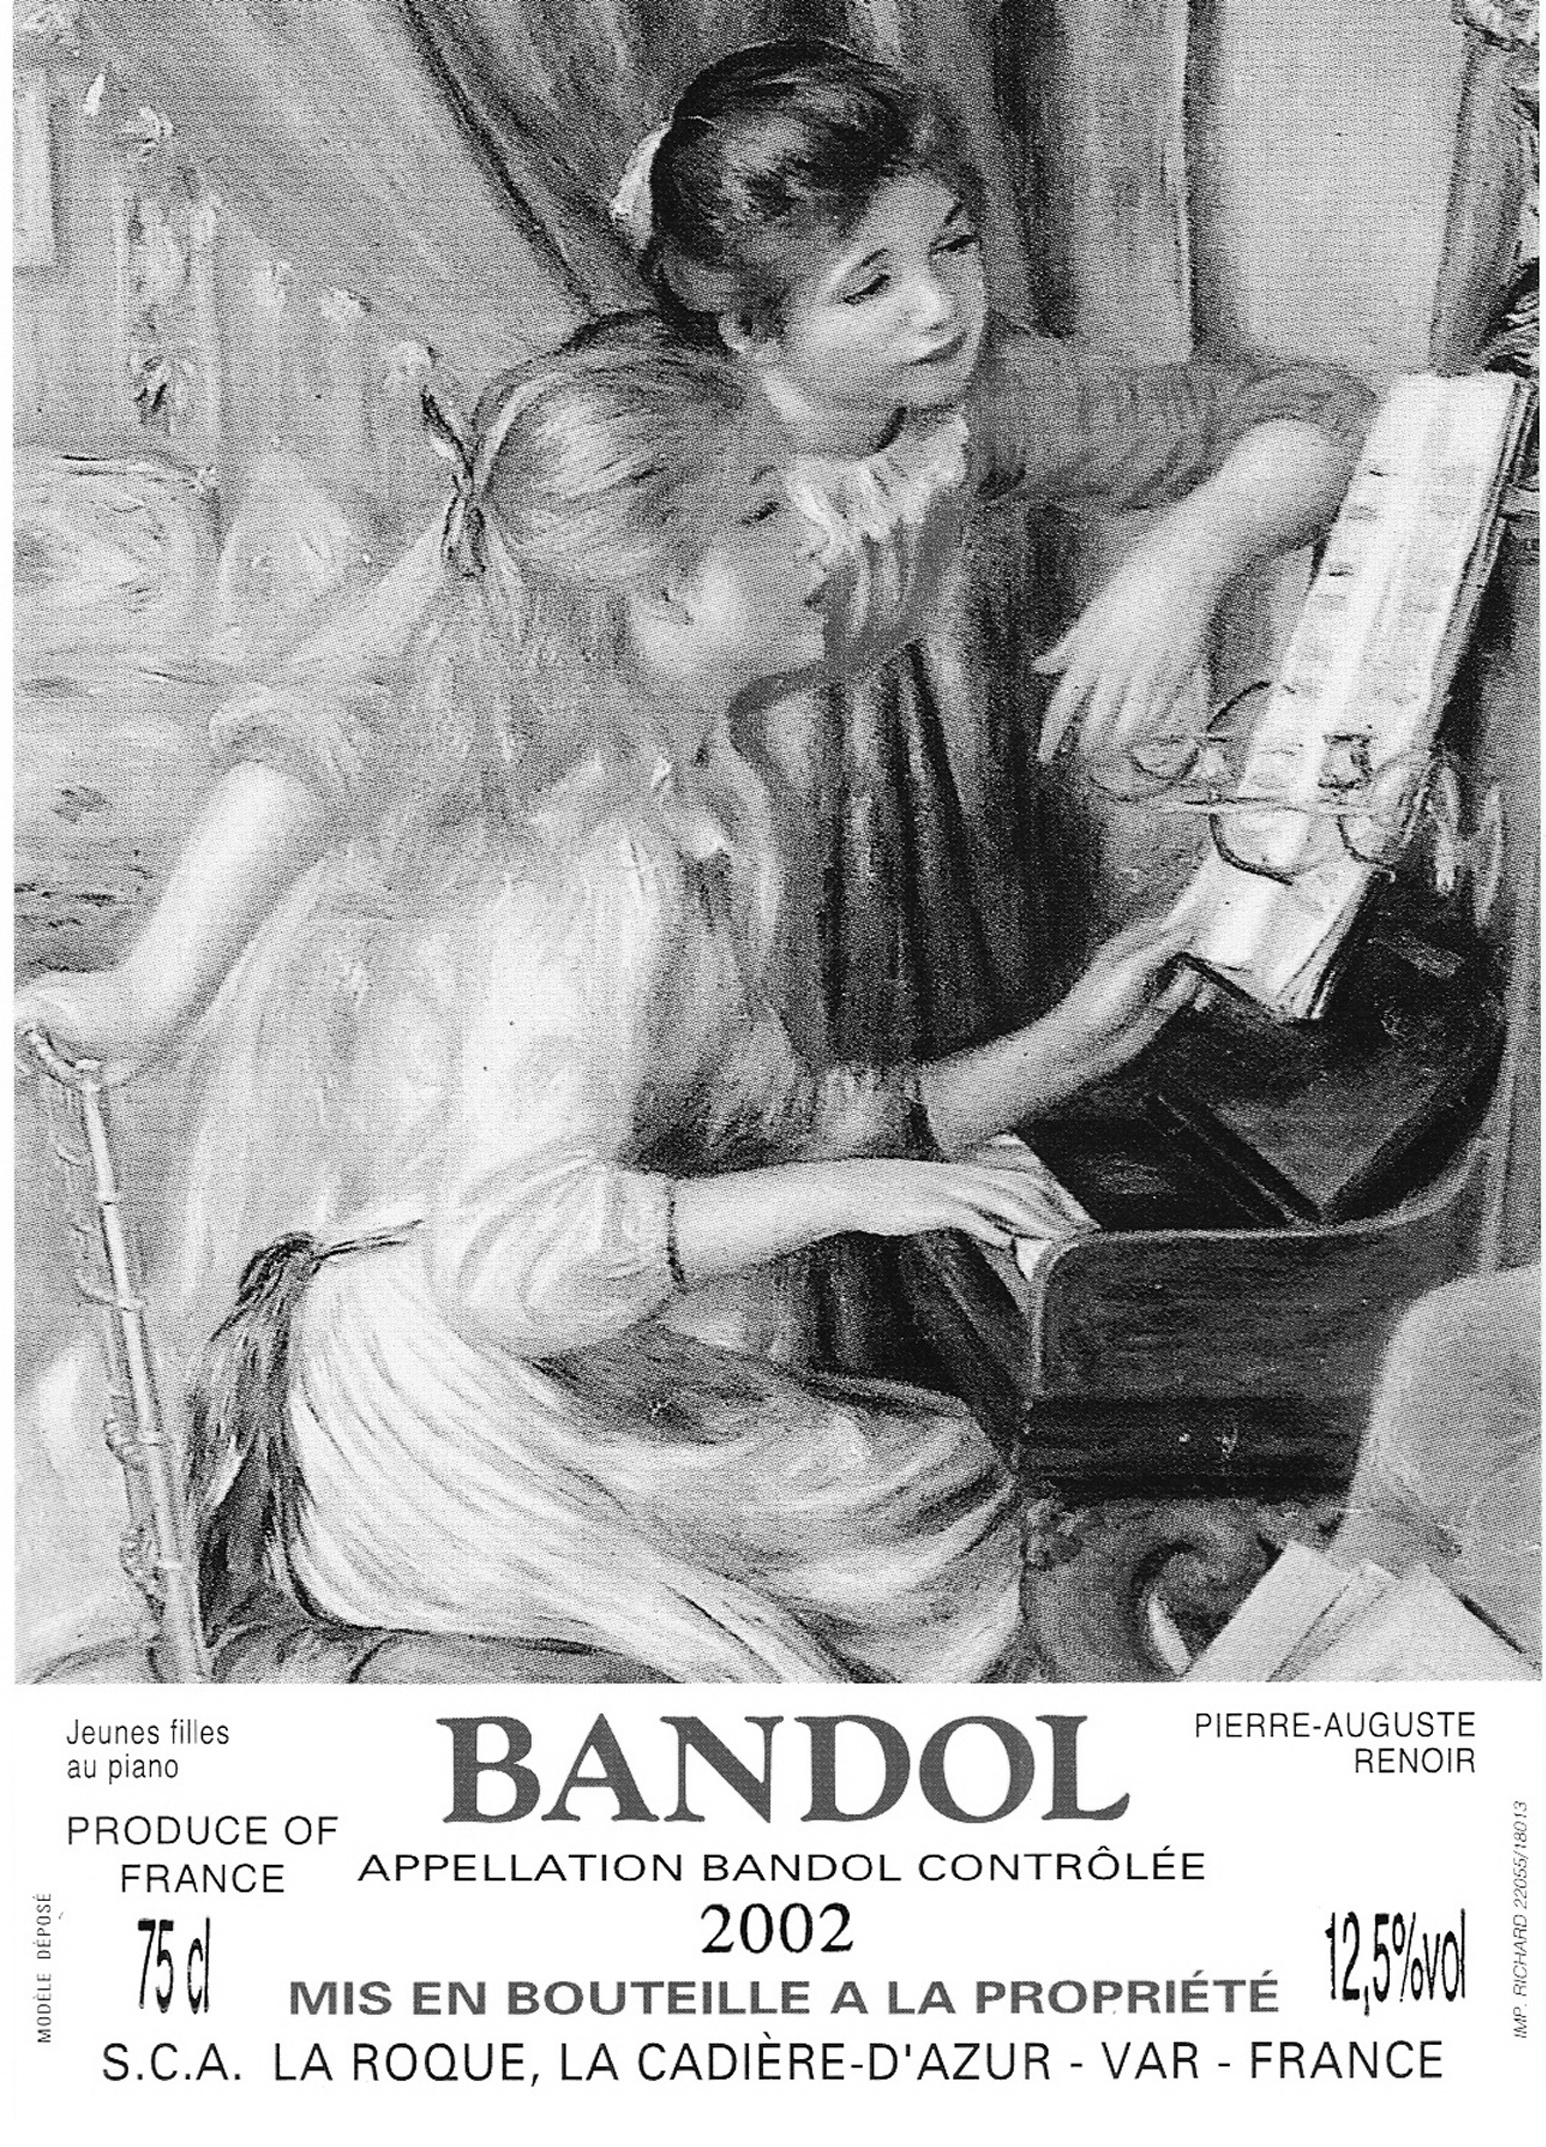 Jeunes filles
au piano
BANDOL
PIERRE-AUGUSTE
RENOIR
PRODUCE OF
FRANCE
APPELLATION BANDOL CONTRÔLÉE
2002
75 cl
12,5%vol
MIS EN BOUTEILLE A LA PROPRIÉTÉ
S.C.A. LA ROQUE, LA CADIÈRE-D'AZUR - VAR - FRANCE
MODÈLE DÉPOSÉ
IMP. RICHARD 22055/18013